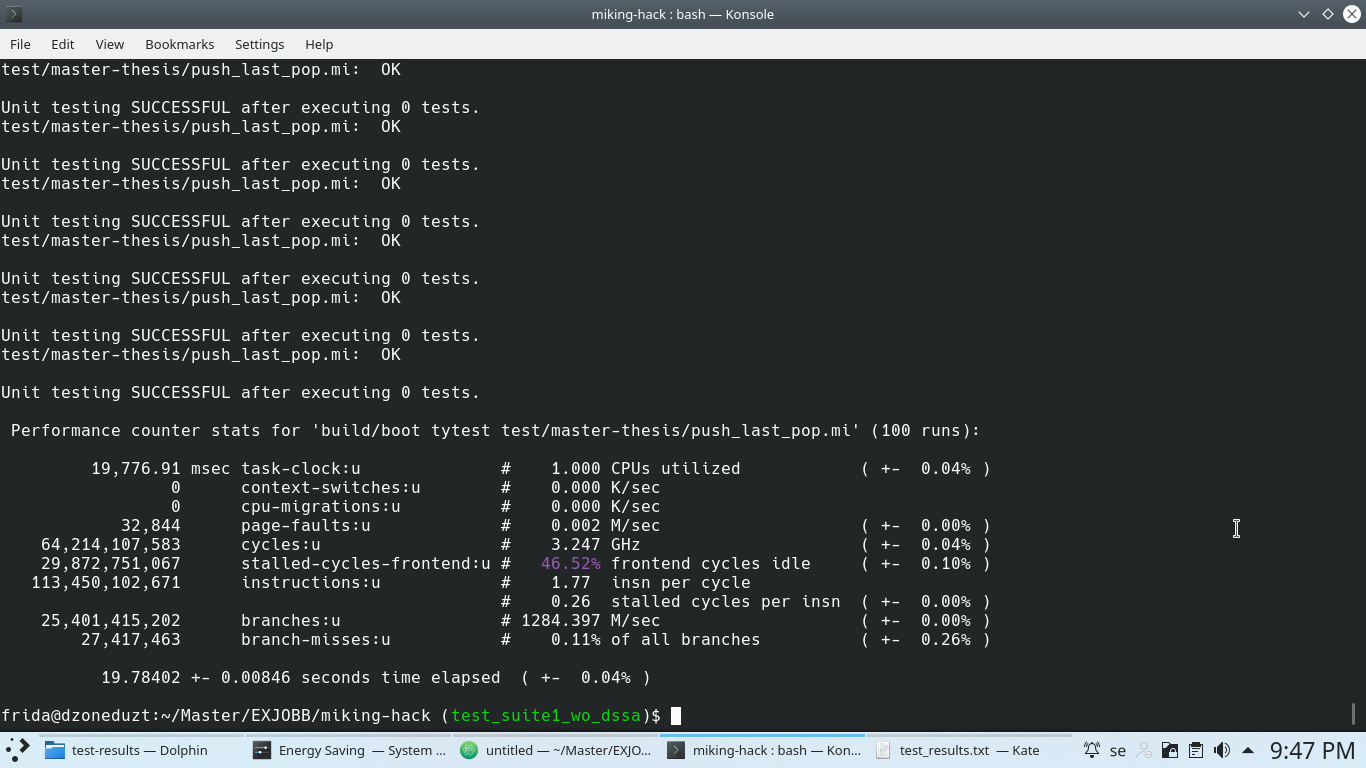 miking-hack : bash — Konsole
File Edit View Bookmarks Settings Help
test/master-thesis/push_last_pop.mi:  OK
Unit testing SUCCESSFUL after executing 0 tests.
test/master-thesis/push_last_pop.mi:  OK
Unit testing SUCCESSFUL after executing 0 tests.
test/master-thesis/push_last_pop.mi:  OK
Unit testing SUCCESSFUL after executing 0 tests.
test/master-thesis/push_last_pop.mi:  OK
Unit testing SUCCESSFUL after executing 0 tests.
test/master-thesis/push_last_pop.mi:  OK
Unit testing SUCCESSFUL after executing 0 tests.
test/master-thesis/push_last_pop.mi:  OK
Unit testing SUCCESSFUL after executing 0 tests.
Performance counter stats for 'build/boot tytest test/master-thesis/push_last_pop.mi' (100 runs):
19,776.91 msec task-clock:u # 1.000 CPUs utilized ( +- 0.04% )
0 context-switches:u # 0.000 K/sec
0 cpu-migrations:u # 0.000 K/sec
32,844 page-faults:u # 0.002 M/sec ( +- 0.00% )
64,214,107,583 cycles:u # 3.247 GHz ( +- 0.04% )
29,872,751,067 stalled-cycles-frontend:u # 46.52% frontend cycles idle ( +- 0.10% )
113,450,102,671 instructions:u # 1.77 insn per cycle
# 0.26 stalled cycles per insn ( +- 0.00% )
25,401,415,202 branches:u # 1284.397 M/sec ( +- 0.00% )
27,417,463 branch-misses:u # 0.11% of all branches ( +- 0.26% )
19.78402 +- 0.00846 seconds time elapsed ( +- 0.04% )
frida@dzoneduzt:~/Master/EXJOBB/miking-hack (test_suite1_wo_dssa)$
test-results — Dolphin Energy Saving — System ... untitled — ~/Master/EXJO... miking-hack : bash — Kon... test_results.txt — Kate se 9:47 PM